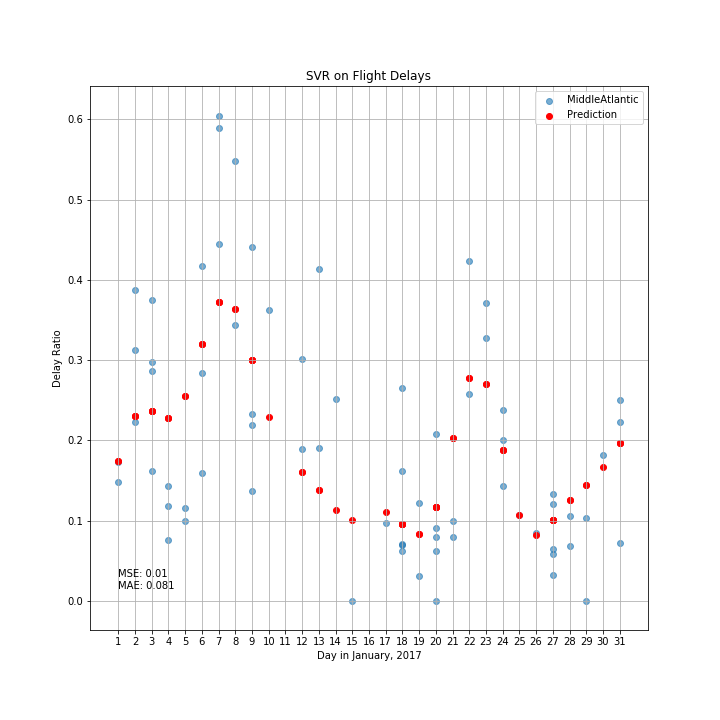 SVR on Flight Delays
MiddleAtlantic
Prediction
0.6
0.5
0.4
0.3
0.2
0.1
0.0
Delay Ratio
MSE: 0.01
MAE: 0.081
1 2 3 4 5 6 7 8 9 10 11 12 13 14 15 16 17 18 19 20 21 22 23 24 25 26 27 28 29 30 31
Day in January, 2017